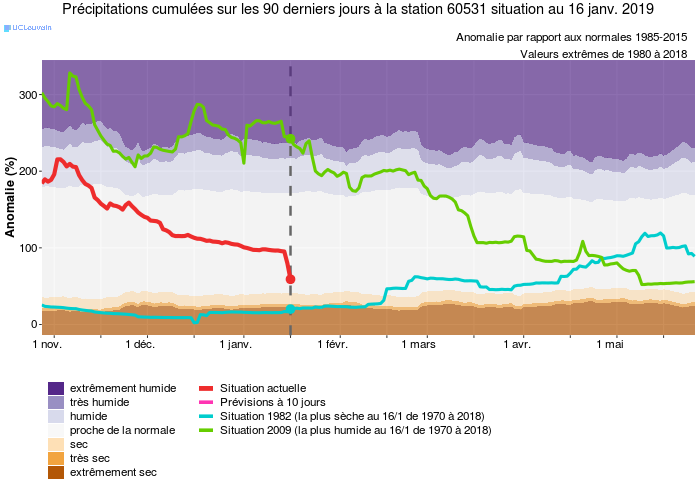 Précipitations cumulées sur les 90 derniers jours à la station 60531 situation au 16 janv. 2019
UCLouvain
Anomalie par rapport aux normales 1985-2015
Valeurs extrêmes de 1980 à 2018
Anomalie (%)
300
200
100
0
1 nov.
1 déc.
1 janv.
1 févr.
1 mars
1 avr.
1 mai
extrêmement humide
très humide
humide
proche de la normale
sec
très sec
extrêmement sec
Situation actuelle
Prévisions à 10 jours
Situation 1982 (la plus sèche au 16/1 de 1970 à 2018)
Situation 2009 (la plus humide au 16/1 de 1970 à 2018)